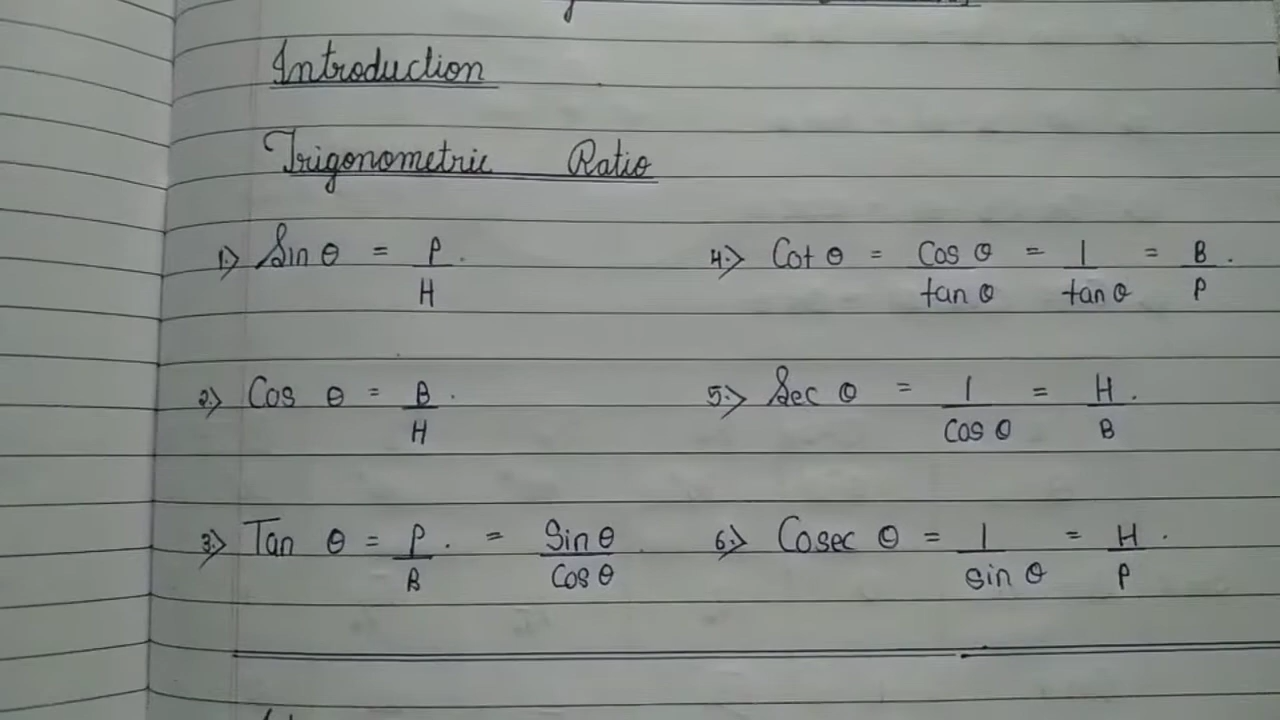 Introduction
Trigonometric Ratio
1.> Sin θ = P/H.
2.> Cos θ = B/H.
3.> Tan θ = P/B. = Sin θ/Cos θ
4.> Cot θ = Cos θ/tan θ = 1/tan θ = B/P.
5.> Sec θ = 1/Cos θ = H/B.
6.> Cosec θ = 1/sin θ = H/P.